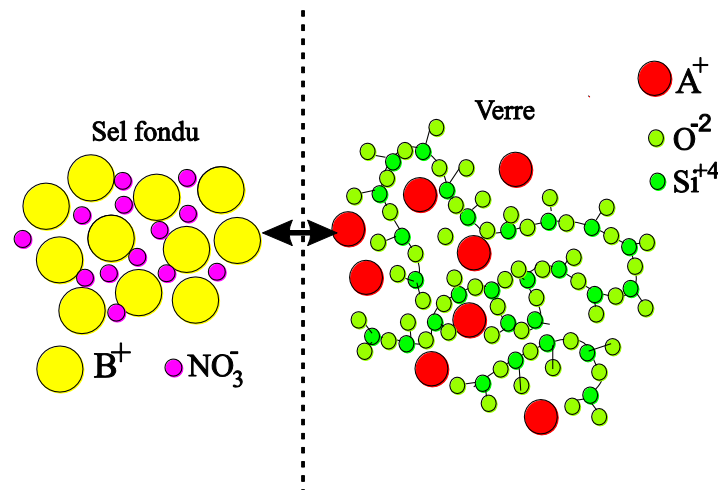 Sel fondu
B+
NO3-
Verre
A+
O-2
Si+4